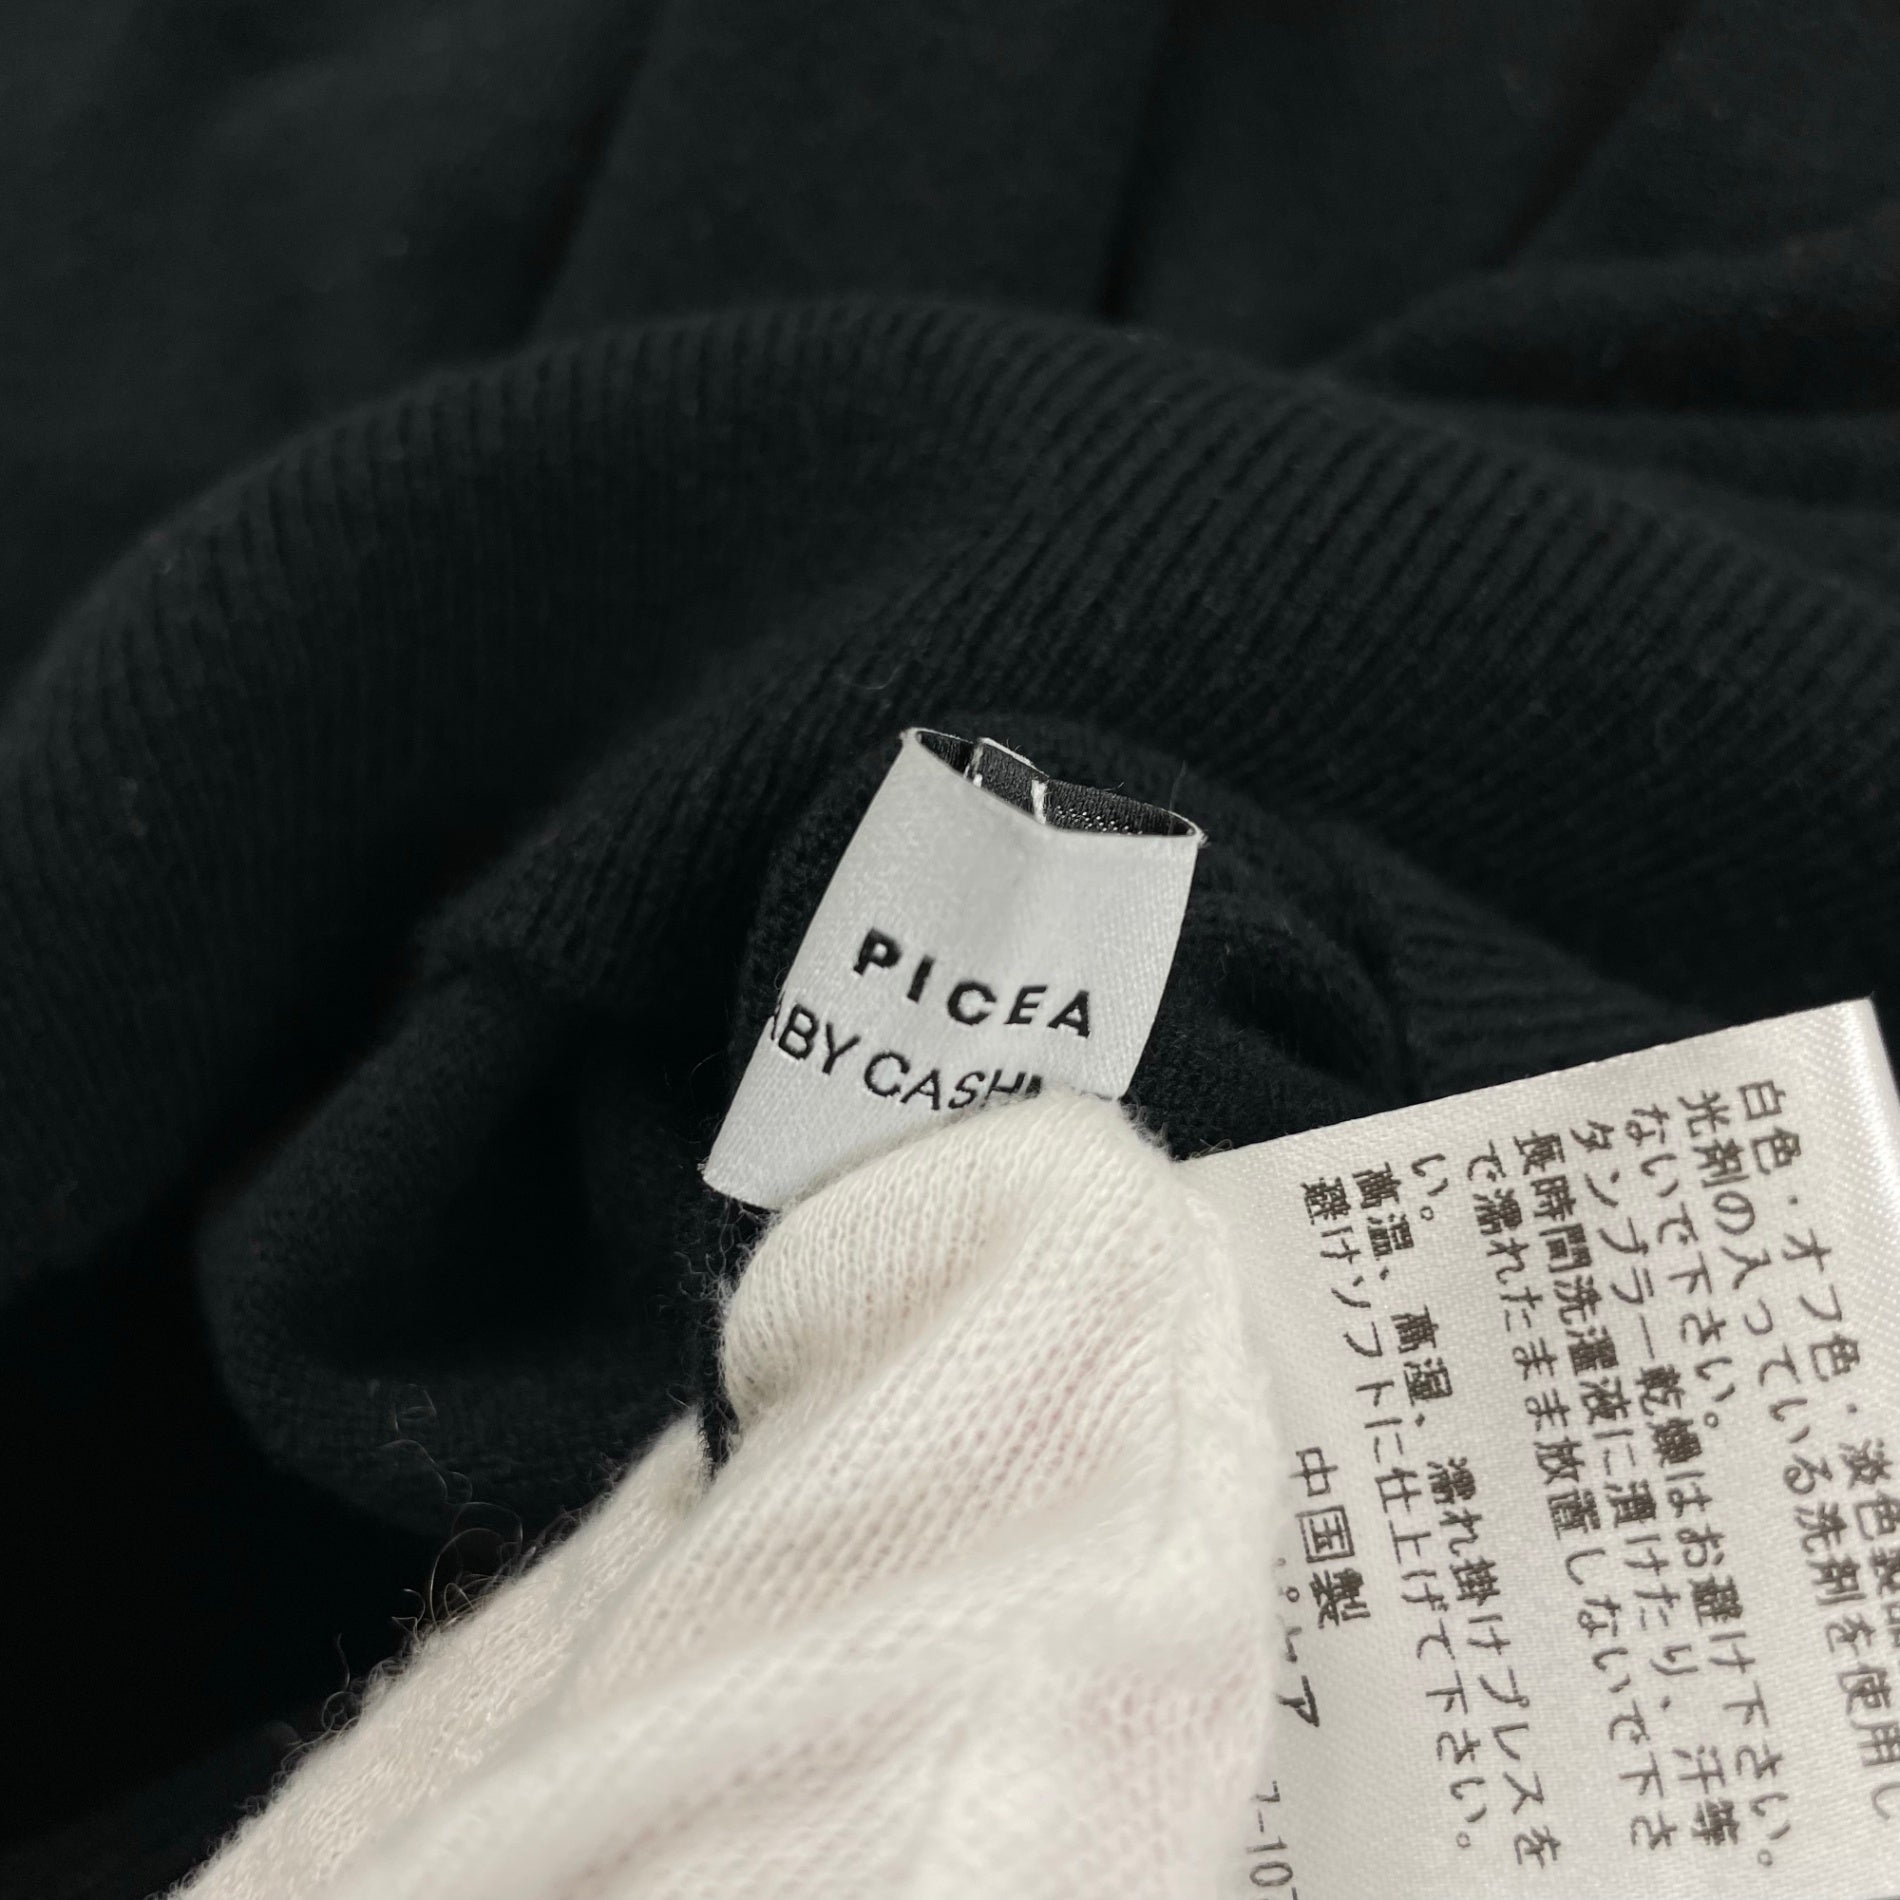 PICEA
ABY CASHM
白色・オフ色・淡色製品
光剤の入っている洗剤を使用し
ないで下さい。
タンブラー乾燥はお避け下さい。
長時間洗濯液に漬けたり、汗等
で濡れたまま放置しないで下さ
い。
高温、高湿、濡れ掛けプレスを
避けソフトに仕上げて下さい。
中国製
1-107